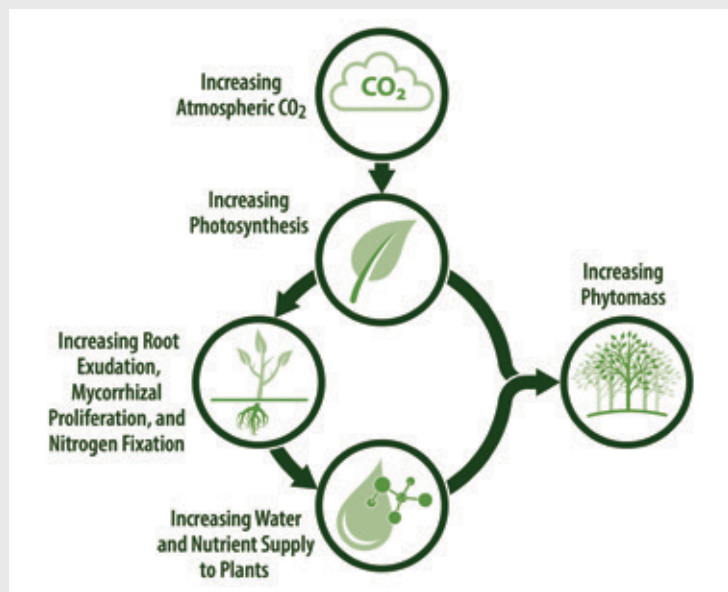 Increasing
Atmospheric CO₂
CO₂
Increasing
Photosynthesis
Increasing
Phytomass
Increasing Root
Exudation,
Mycorrhizal
Proliferation, and
Nitrogen Fixation
Increasing Water
and Nutrient Supply
to Plants